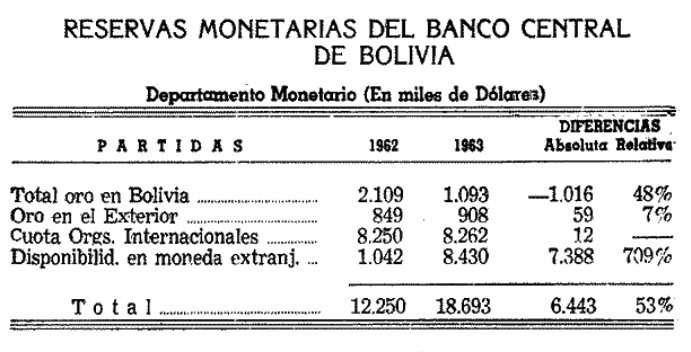 RESERVAS MONETARIAS DEL BANCO CENTRAL
DE BOLIVIA
Departamento Monetario (En miles de Dólares)
DIFERENCIAS
PARTIDAS 1962 1963 Absoluta Relativa
Total oro en Bolivia 2.109 1.093 —1.016 48%
Oro en el Exterior 849 908 59 7%
Cuota Orgs. Internacionales 8.250 8.262 12 ——
Disponibilid. en moneda extranj. 1.042 8.430 7.388 709%
Total 12.250 18.693 6.443 53%